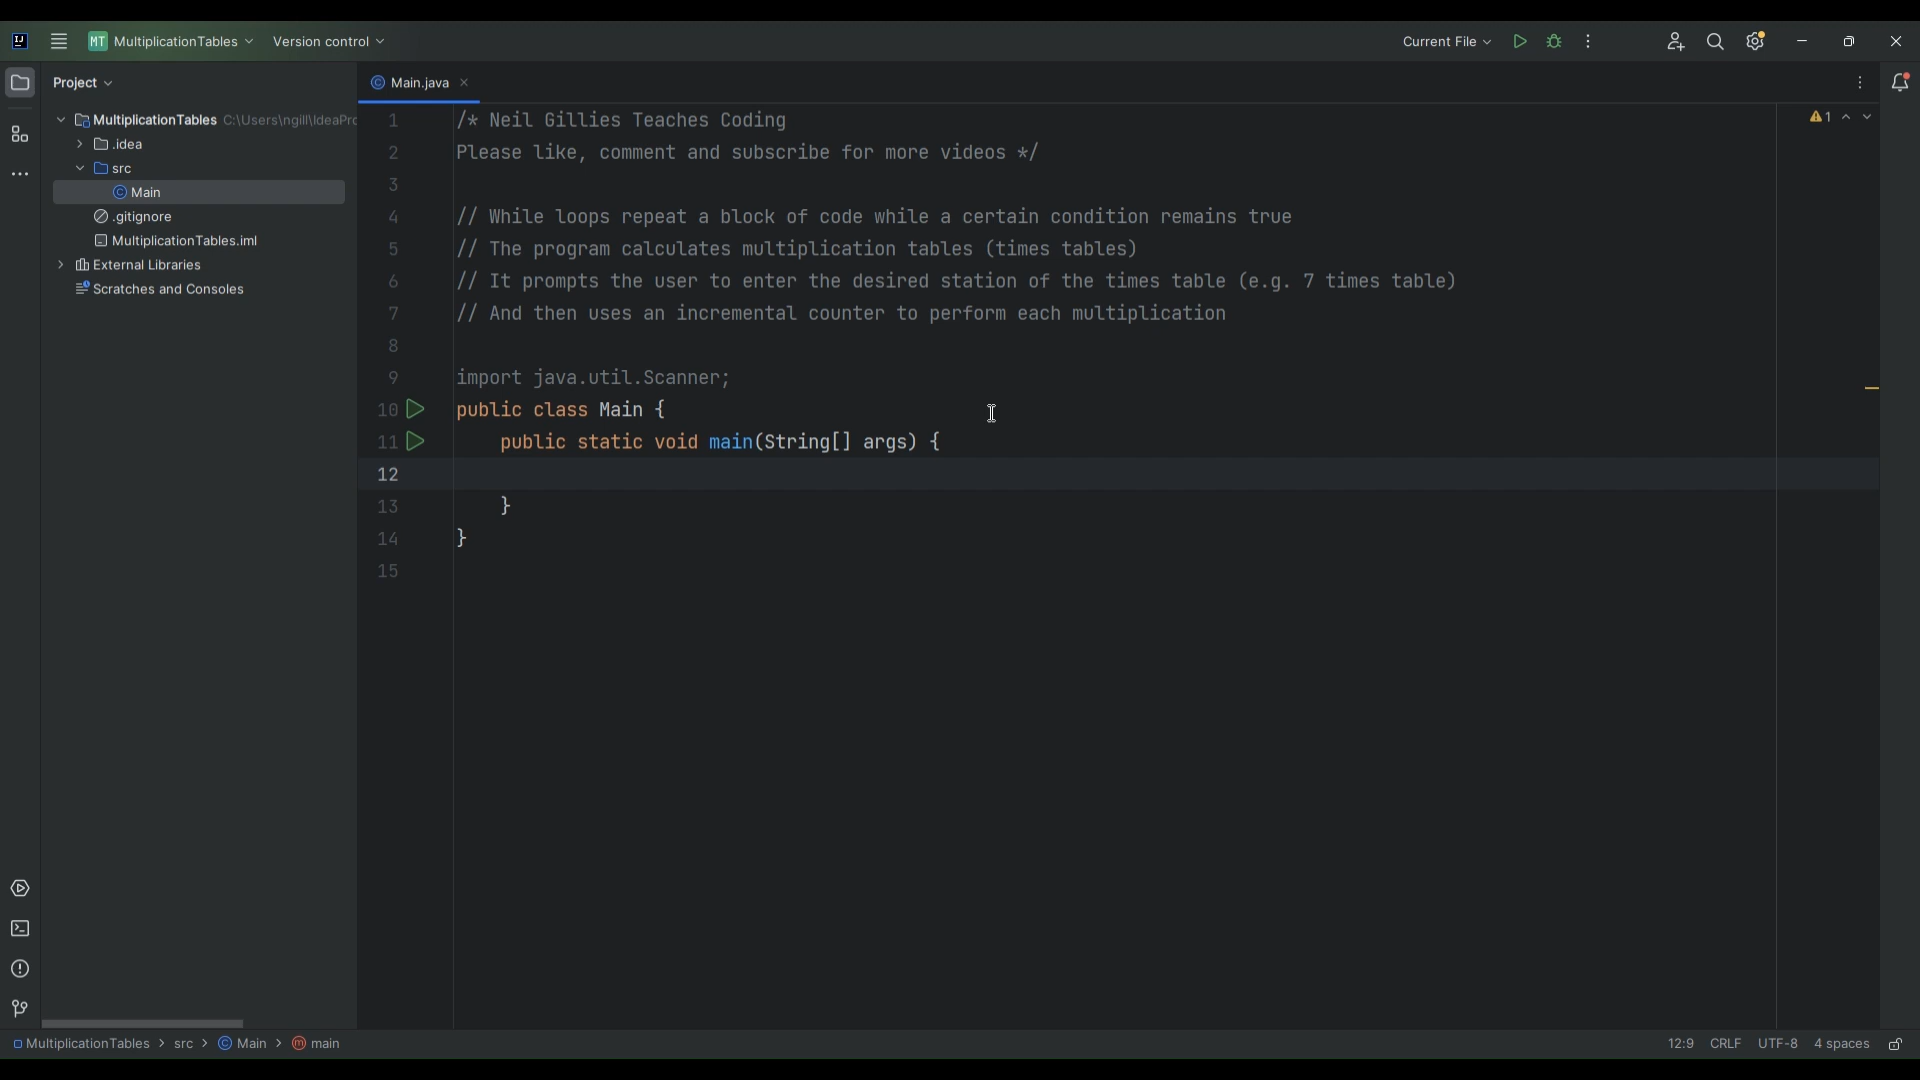 IJ
MT MultiplicationTables Version control
Current File
Project
Main.java
MultiplicationTables C:\Users\ngill\IdeaPr
.idea
src
Main
.gitignore
MultiplicationTables.iml
External Libraries
Scratches and Consoles
1 /* Neil Gillies Teaches Coding
2 Please like, comment and subscribe for more videos */
3
4 // While loops repeat a block of code while a certain condition remains true
5 // The program calculates multiplication tables (times tables)
6 // It prompts the user to enter the desired station of the times table (e.g. 7 times table)
7 // And then uses an incremental counter to perform each multiplication
8
9 import java.util.Scanner;
10 public class Main {
11 public static void main(String[] args) {
12
13 }
14 }
15
1
MultiplicationTables > src > Main > main
12:9 CRLF UTF-8 4 spaces